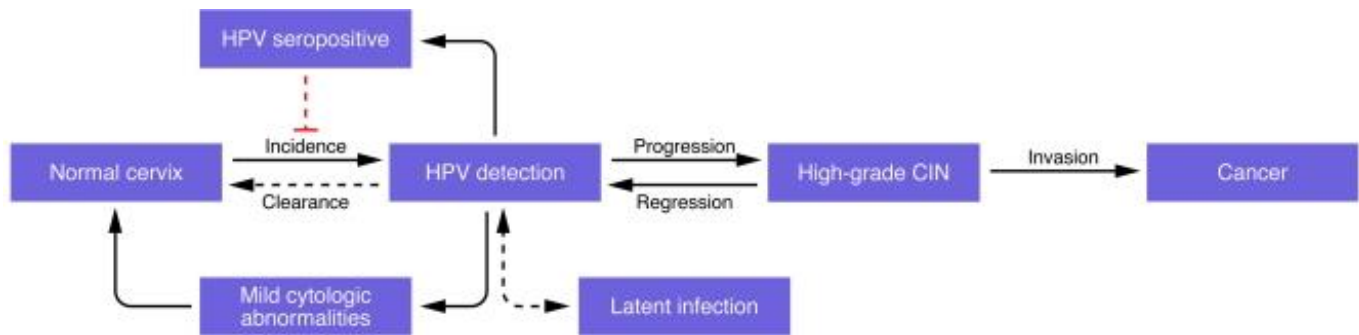 HPV seropositive
Incidence
Progression
Invasion
Normal cervix
HPV detection
High-grade CIN
Cancer
Clearance
Regression
Mild cytologic
abnormalities
Latent infection